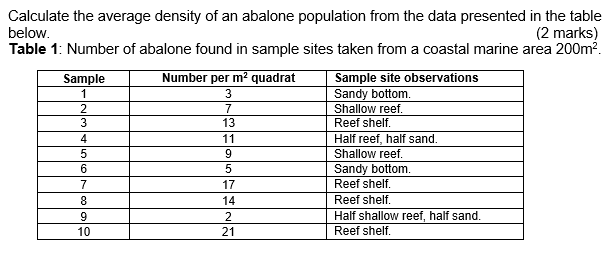 Calculate the average density of an abalone population from the data presented in the table
below. (2 marks)
Table 1: Number of abalone found in sample sites taken from a coastal marine area 200m².
Sample Number per m² quadrat Sample site observations
1 3 Sandy bottom.
2 7 Shallow reef.
3 13 Reef shelf.
4 11 Half reef, half sand.
5 9 Shallow reef.
6 5 Sandy bottom.
7 17 Reef shelf.
8 14 Reef shelf.
9 2 Half shallow reef, half sand.
10 21 Reef shelf.